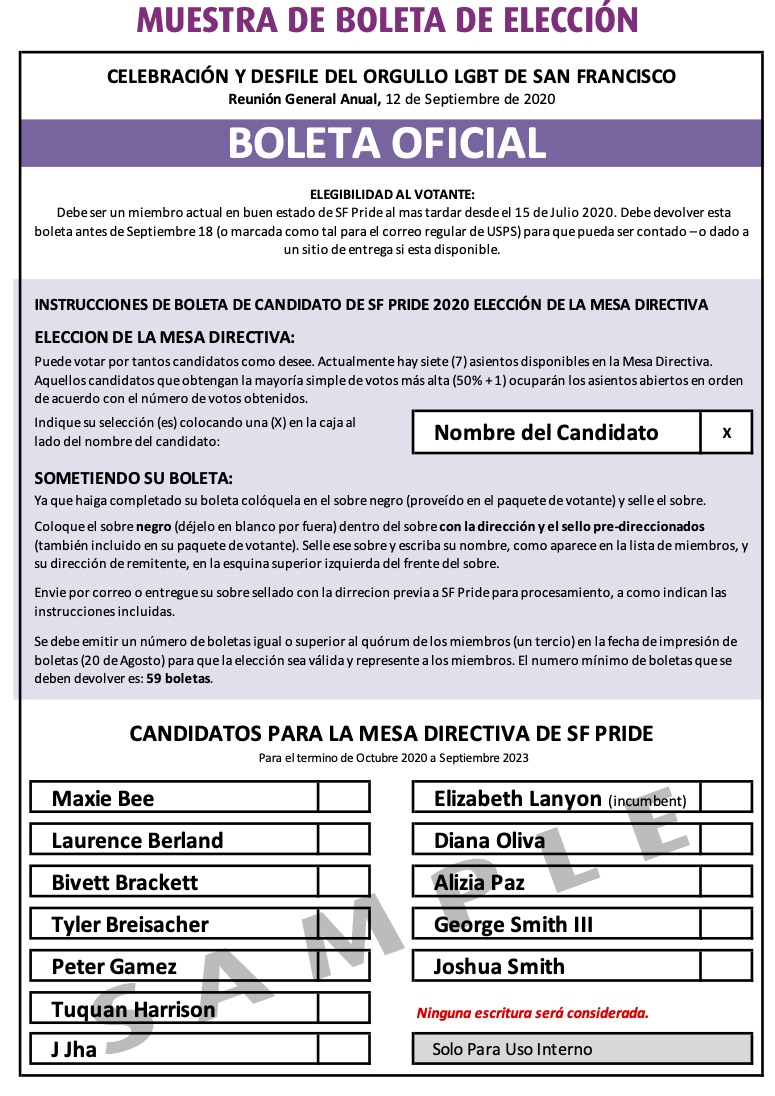 MUESTRA DE BOLETA DE ELECCIÓN
CELEBRACIÓN Y DESFILE DEL ORGULLO LGBT DE SAN FRANCISCO
Reunión General Anual, 12 de Septiembre de 2020
BOLETA OFICIAL
ELEGIBILIDAD AL VOTANTE:
Debe ser un miembro actual en buen estado de SF Pride al mas tardar desde el 15 de Julio 2020. Debe devolver esta
boleta antes de Septiembre 18 (o marcada como tal para el correo regular de USPS) para que pueda ser contado – o dado a
un sitio de entrega si esta disponible.
INSTRUCCIONES DE BOLETA DE CANDIDATO DE SF PRIDE 2020 ELECCIÓN DE LA MESA DIRECTIVA
ELECCION DE LA MESA DIRECTIVA:
Puede votar por tantos candidatos como desee. Actualmente hay siete (7) asientos disponibles en la Mesa Directiva.
Aquellos candidatos que obtengan la mayoría simple de votos más alta (50% + 1) ocuparán los asientos abiertos en orden
de acuerdo con el número de votos obtenidos.
Indique su selección (es) colocando una (X) en la caja al
lado del nombre del candidato:
Nombre del Candidato X
SOMETIENDO SU BOLETA:
Ya que haiga completado su boleta colóquela en el sobre negro (proveído en el paquete de votante) y selle el sobre.
Coloque el sobre negro (déjelo en blanco por fuera) dentro del sobre con la dirección y el sello pre-direccionados
(también incluido en su paquete de votante). Selle ese sobre y escriba su nombre, como aparece en la lista de miembros, y
su dirección de remitente, en la esquina superior izquierda del frente del sobre.
Envie por correo o entregue su sobre sellado con la dirrecion previa a SF Pride para procesamiento, a como indican las
instrucciones incluidas.
Se debe emitir un número de boletas igual o superior al quórum de los miembros (un tercio) en la fecha de impresión de
boletas (20 de Agosto) para que la elección sea válida y represente a los miembros. El numero mínimo de boletas que se
deben devolver es: 59 boletas.
CANDIDATOS PARA LA MESA DIRECTIVA DE SF PRIDE
Para el termino de Octubre 2020 a Septiembre 2023
Maxie Bee
Laurence Berland
Bivett Brackett
Tyler Breisacher
Peter Gamez
Tuquan Harrison
J Jha
Elizabeth Lanyon (incumbent)
Diana Oliva
Alizia Paz
George Smith III
Joshua Smith
Ninguna escritura será considerada.
Solo Para Uso Interno
SAMPLE